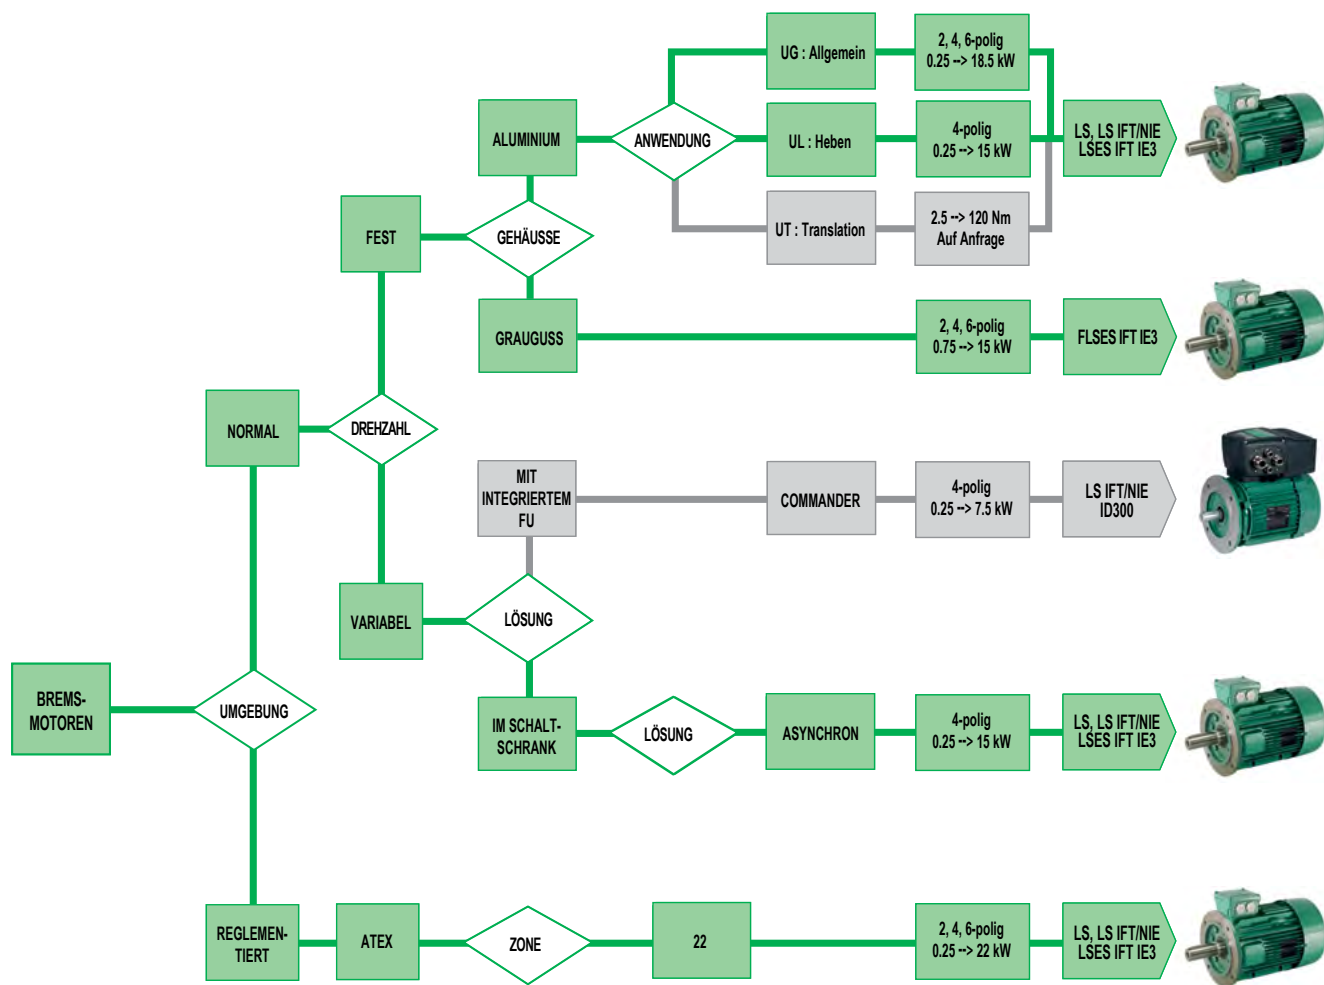 UG : Allgemein
2, 4, 6-polig
0.25 --> 18.5 kW
ALUMINIUM
ANWENDUNG
UL : Heben
4-polig
0.25 --> 15 kW
LS, LS IFT/NIE
LSES IFT IE3
FEST
GEHÄUSSE
UT : Translation
2.5 --> 120 Nm
Auf Anfrage
GRAUGUSS
2, 4, 6-polig
0.75 --> 15 kW
FLSES IFT IE3
NORMAL
DREHZAHL
MIT
INTEGRIERTEM
FU
COMMANDER
4-polig
0.25 --> 7.5 kW
LS IFT/NIE
ID300
VARIABEL
LÖSUNG
BREMS-
MOTOREN
UMGEBUNG
IM SCHALT-
SCHRANK
LÖSUNG
ASYNCHRON
4-polig
0.25 --> 15 kW
LS, LS IFT/NIE
LSES IFT IE3
REGLEMEN-
TIERT
ATEX
ZONE
22
2, 4, 6-polig
0.25 --> 22 kW
LS, LS IFT/NIE
LSES IFT IE3